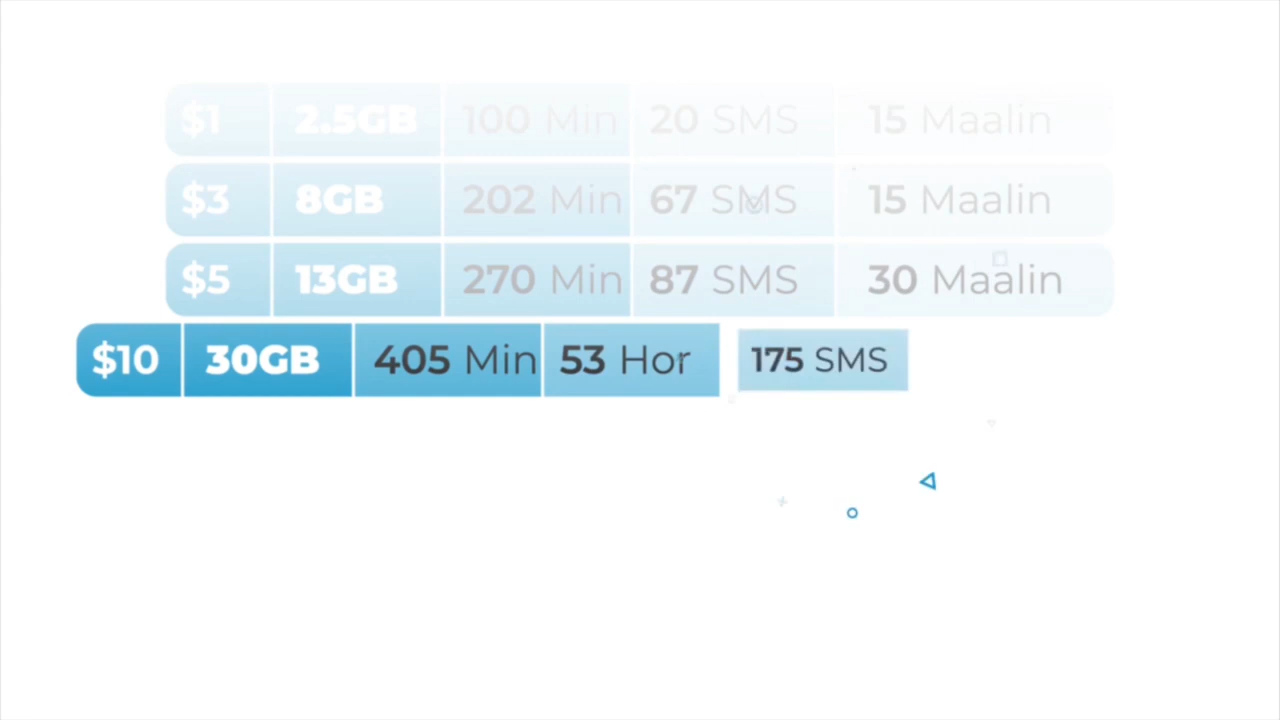 $1 2.5GB 100 Min 20 SMS 15 Maalin
$3 8GB 202 Min 67 SMS 15 Maalin
$5 13GB 270 Min 87 SMS 30 Maalin
$10 30GB 405 Min 53 Hor 175 SMS